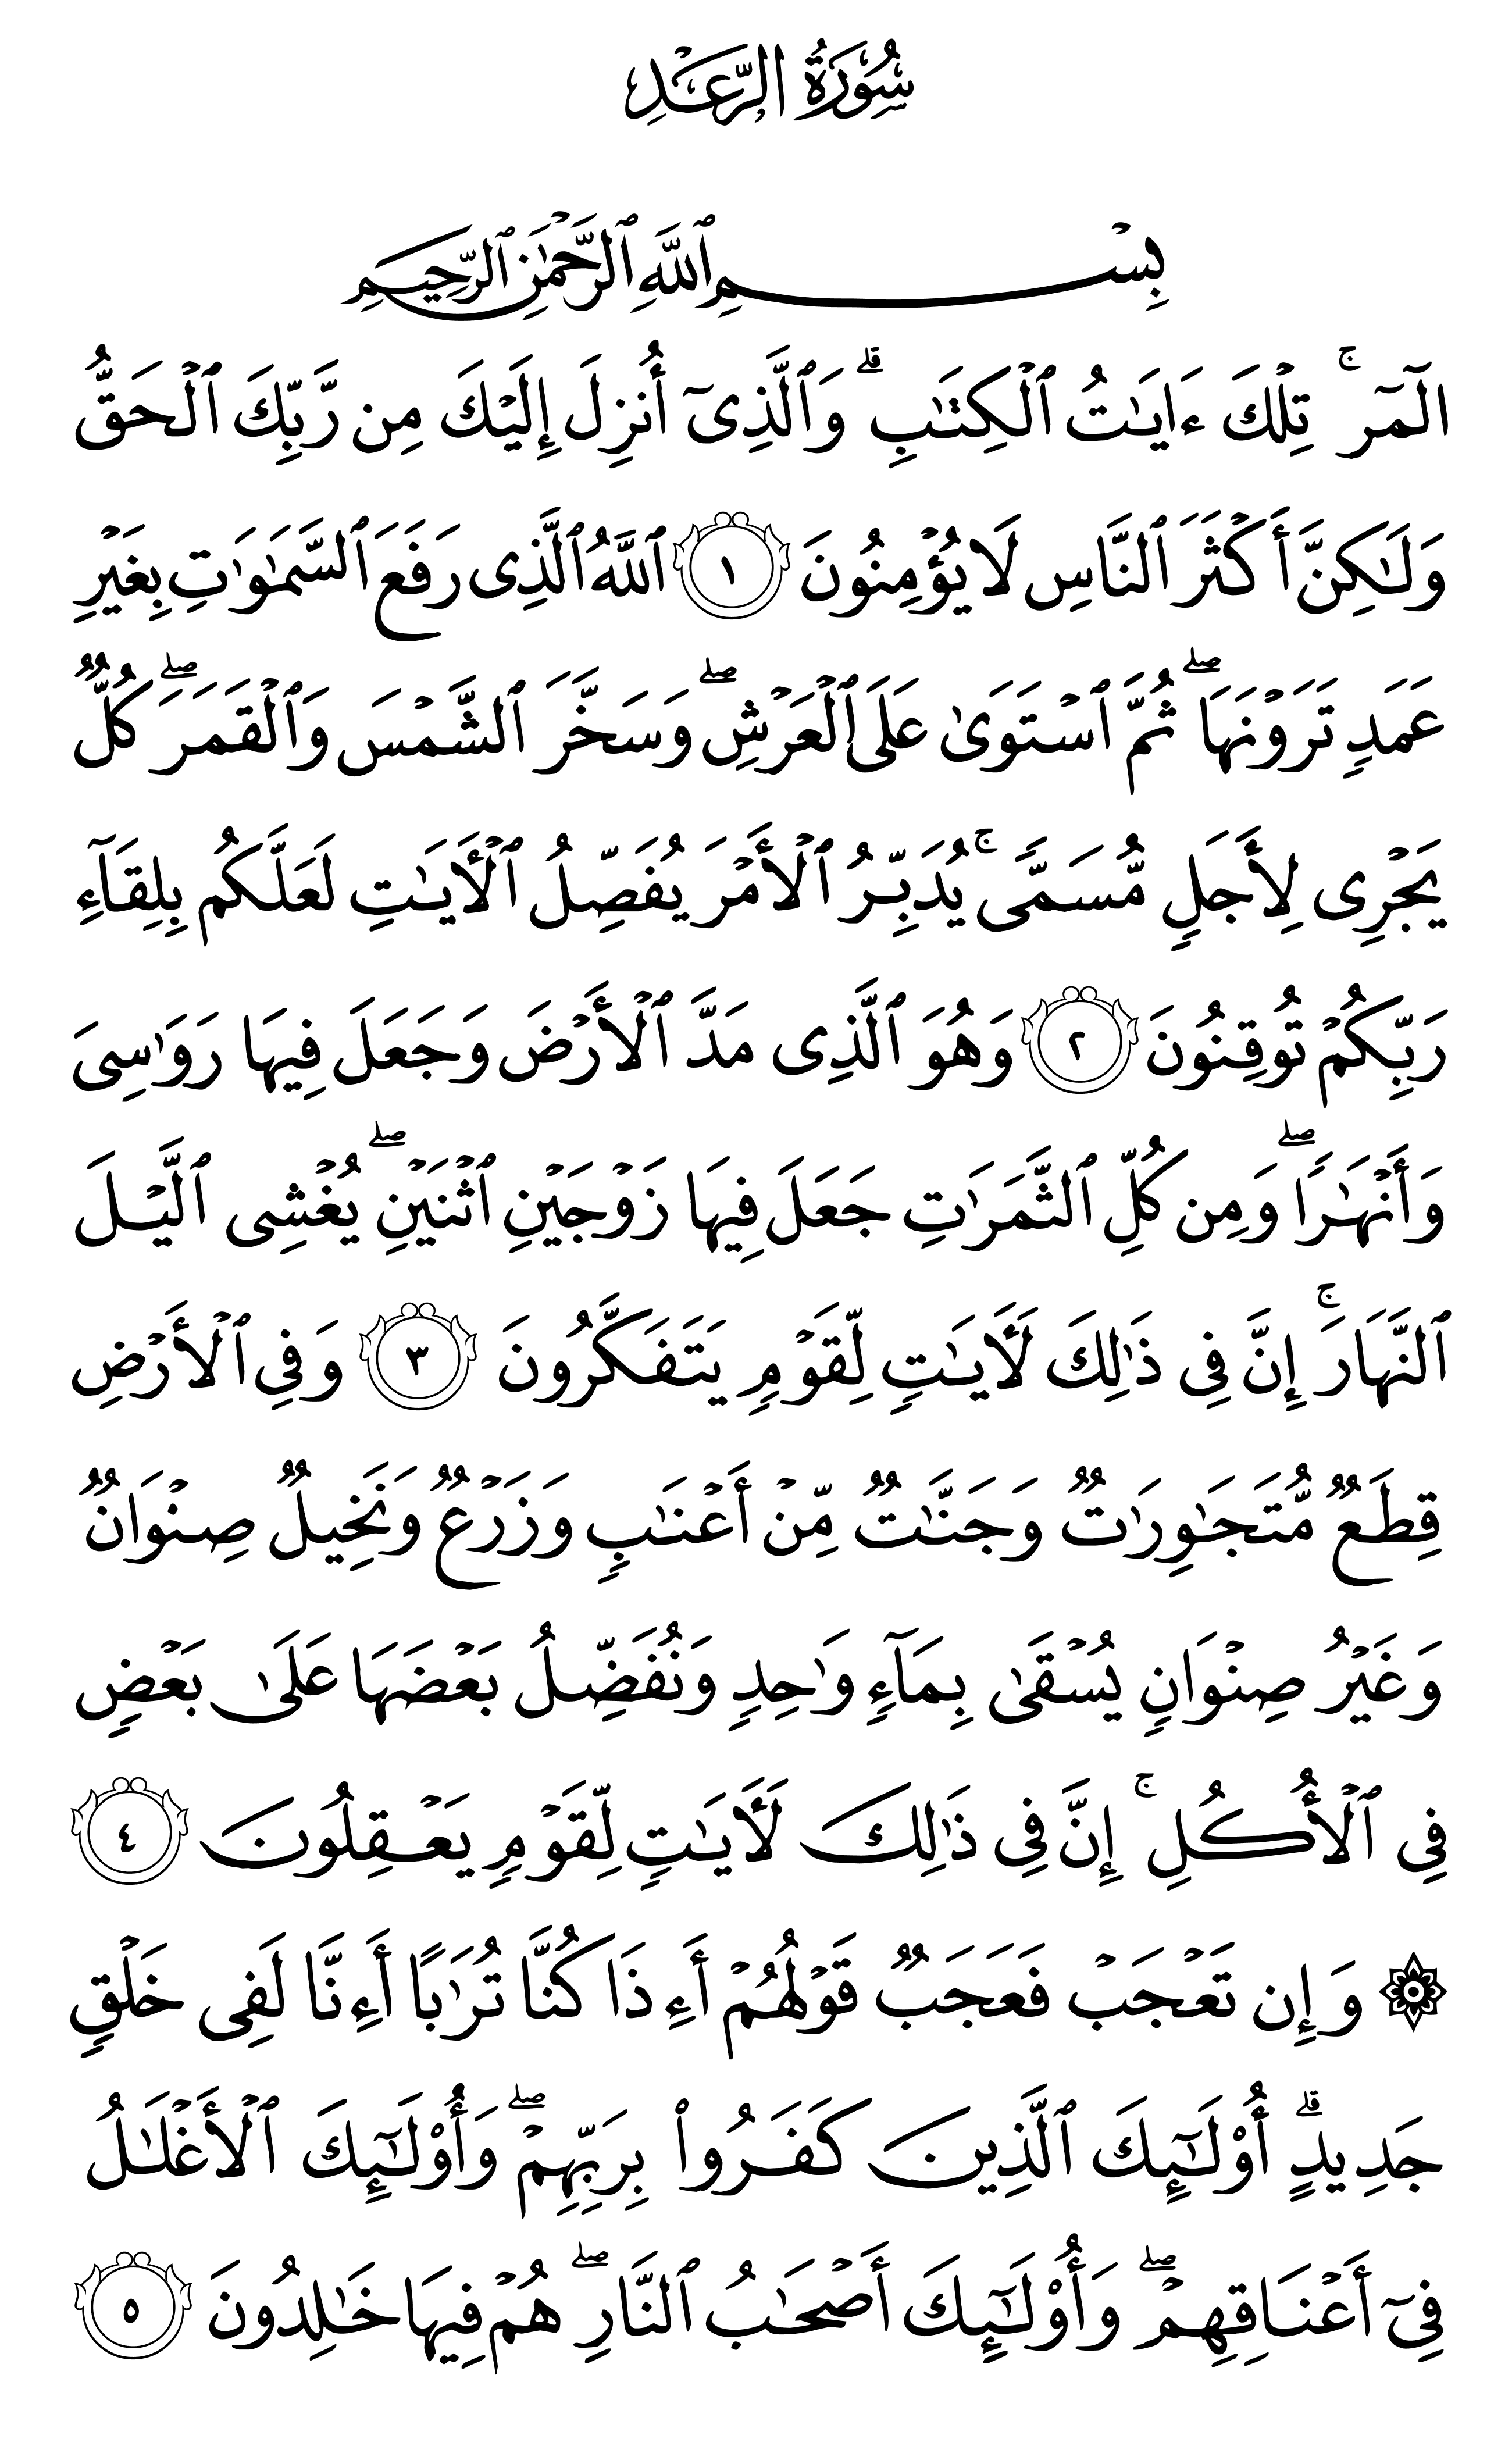 سُورَةُ الرَّعۡدِ
بِسۡمِ ٱللَّهِ ٱلرَّحۡمَٰنِ ٱلرَّحِيمِ
الٓمٓرۚ تِلۡكَ ءَايَٰتُ ٱلۡكِتَٰبِۗ وَٱلَّذِيٓ أُنزِلَ إِلَيۡكَ مِن رَّبِّكَ ٱلۡحَقُّ
وَلَٰكِنَّ أَكۡثَرَ ٱلنَّاسِ لَا يُؤۡمِنُونَ ١ ٱللَّهُ ٱلَّذِي رَفَعَ ٱلسَّمَٰوَٰتِ بِغَيۡرِ
عَمَدٖ تَرَوۡنَهَاۖ ثُمَّ ٱسۡتَوَىٰ عَلَى ٱلۡعَرۡشِۖ وَسَخَّرَ ٱلشَّمۡسَ وَٱلۡقَمَرَۖ كُلّٞ
يَجۡرِي لِأَجَلٖ مُّسَمّٗىۚ يُدَبِّرُ ٱلۡأَمۡرَ يُفَصِّلُ ٱلۡأٓيَٰتِ لَعَلَّكُم بِلِقَآءِ
رَبِّكُمۡ تُوقِنُونَ ٢ وَهُوَ ٱلَّذِي مَدَّ ٱلۡأَرۡضَ وَجَعَلَ فِيهَا رَوَٰسِيَ
وَأَنۡهَٰرٗاۖ وَمِن كُلِّ ٱلثَّمَرَٰتِ جَعَلَ فِيهَا زَوۡجَيۡنِ ٱثۡنَيۡنِۖ يُغۡشِي ٱلَّيۡلَ
ٱلنَّهَارَۚ إِنَّ فِي ذَٰلِكَ لَأٓيَٰتٖ لِّقَوۡمٖ يَتَفَكَّرُونَ ٣ وَفِي ٱلۡأَرۡضِ
قِطَعٞ مُّتَجَٰوِرَٰتٞ وَجَنَّٰتٞ مِّنۡ أَعۡنَٰبٖ وَزَرۡعٞ وَنَخِيلٞ صِنۡوَانٞ
وَغَيۡرُ صِنۡوَانٖ يُسۡقَىٰ بِمَآءٖ وَٰحِدٖ وَنُفَضِّلُ بَعۡضَهَا عَلَىٰ بَعۡضٖ
فِي ٱلۡأُكُلِۚ إِنَّ فِي ذَٰلِكَ لَأٓيَٰتٖ لِّقَوۡمٖ يَعۡقِلُونَ ٤
۞ وَإِن تَعۡجَبۡ فَعَجَبٞ قَوۡلُهُمۡ أَءِذَا كُنَّا تُرَٰبًا أَءِنَّا لَفِي خَلۡقٖ
جَدِيدٍۗ أُوْلَٰٓئِكَ ٱلَّذِينَ كَفَرُواْ بِرَبِّهِمۡۖ وَأُوْلَٰٓئِكَ ٱلۡأَغۡلَٰلُ
فِيٓ أَعۡنَاقِهِمۡۖ وَأُوْلَٰٓئِكَ أَصۡحَٰبُ ٱلنَّارِۖ هُمۡ فِيهَا خَٰلِدُونَ ٥